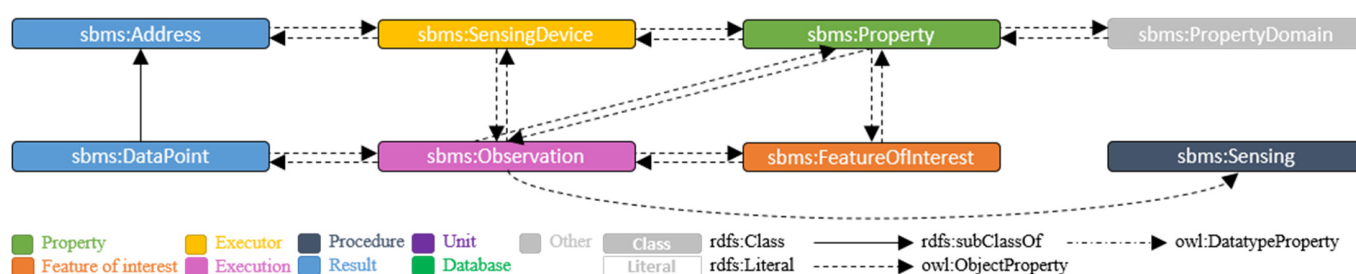 sbms:Address
sbms:SensingDevice
sbms:Property
sbms:PropertyDomain
sbms:DataPoint
sbms:Observation
sbms:FeatureOfInterest
sbms:Sensing
Property
Executor
Procedure
Unit
Other
Class
rdfs:Class
rdfs:subClassOf
owl:DatatypeProperty
Feature of interest
Execution
Result
Database
Literal
rdfs:Literal
owl:ObjectProperty